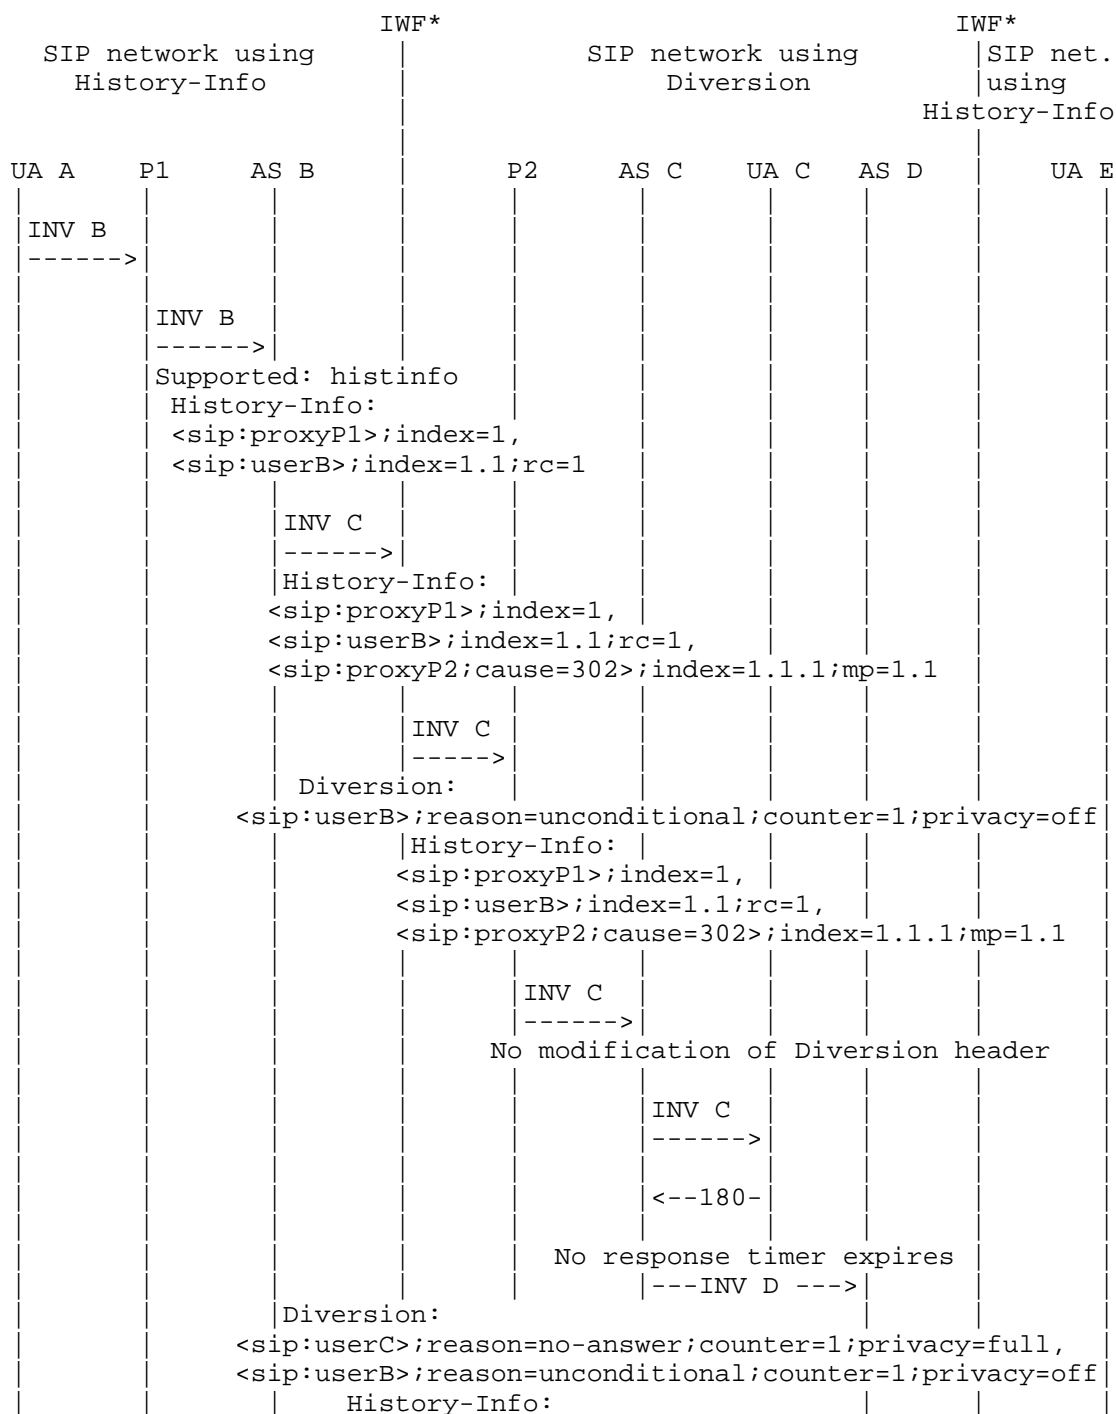 IWF*                                          IWF*
  SIP network using            |              SIP network using              |SIP net.
     History-Info              |                  Diversion                  |using
                               |                                        History-Info
                               |                                             |
UA A      P1        AS B       |        P2       AS C      UA C     AS D     |     UA E
|         |         |          |        |        |         |        |        |        |
|INV B    |         |          |        |        |         |        |        |        |
|------>|         |          |        |        |         |        |        |        |
|         |         |          |        |        |         |        |        |        |
|         |INV B    |          |        |        |         |        |        |        |
|         |------>|          |        |        |         |        |        |        |
|         |Supported: histinfo          |        |         |        |        |        |
|         | History-Info:      |        |        |         |        |        |        |
|         | <sip:proxyP1>;index=1,      |        |         |        |        |        |
|         | <sip:userB>;index=1.1;rc=1           |         |        |        |        |
|         |         |          |        |        |         |        |        |        |
|         |         |INV C     |        |        |         |        |        |        |
|         |         |------>|        |        |         |        |        |        |
|         |         |History-Info:     |        |         |        |        |        |
|         |        <sip:proxyP1>;index=1,        |         |        |        |        |
|         |        <sip:userB>;index=1.1;rc=1,             |        |        |        |
|         |        <sip:proxyP2;cause=302>;index=1.1.1;mp=1.1       |        |
|         |         |          |        |        |         |        |        |        |
|         |         |          |INV C   |        |         |        |        |        |
|         |         |          |----->|        |         |        |        |        |
|         |         | Diversion:        |        |         |        |        |        |
|         |      <sip:userB>;reason=unconditional;counter=1;privacy=off|
|         |         |          |History-Info:    |         |        |        |        |
|         |         |         <sip:proxyP1>;index=1,       |        |        |        |
|         |         |         <sip:userB>;index=1.1;rc=1,           |        |        |
|         |         |         <sip:proxyP2;cause=302>;index=1.1.1;mp=1.1     |
|         |         |          |        |        |         |        |        |        |
|         |         |          |        |INV C   |         |        |        |        |
|         |         |          |        |------>|         |        |        |        |
|         |         |          |      No modification of Diversion header    |
|         |         |          |        |        |         |        |        |        |
|         |         |          |        |        |INV C    |        |        |        |
|         |         |          |        |        |------>|        |        |        |
|         |         |          |        |        |         |        |        |        |
|         |         |          |        |        |<--180-|        |        |        |
|         |         |          |        |        |         |        |        |        |
|         |         |          |        |  No response timer expires         |        |
|         |         |          |        |        |---INV D --->|        |        |
|         |         |Diversion:                                   |        |        |
|         |      <sip:userC>;reason=no-answer;counter=1;privacy=full,        |
|         |      <sip:userB>;reason=unconditional;counter=1;privacy=off|
|         |         |     History-Info:                           |        |        |